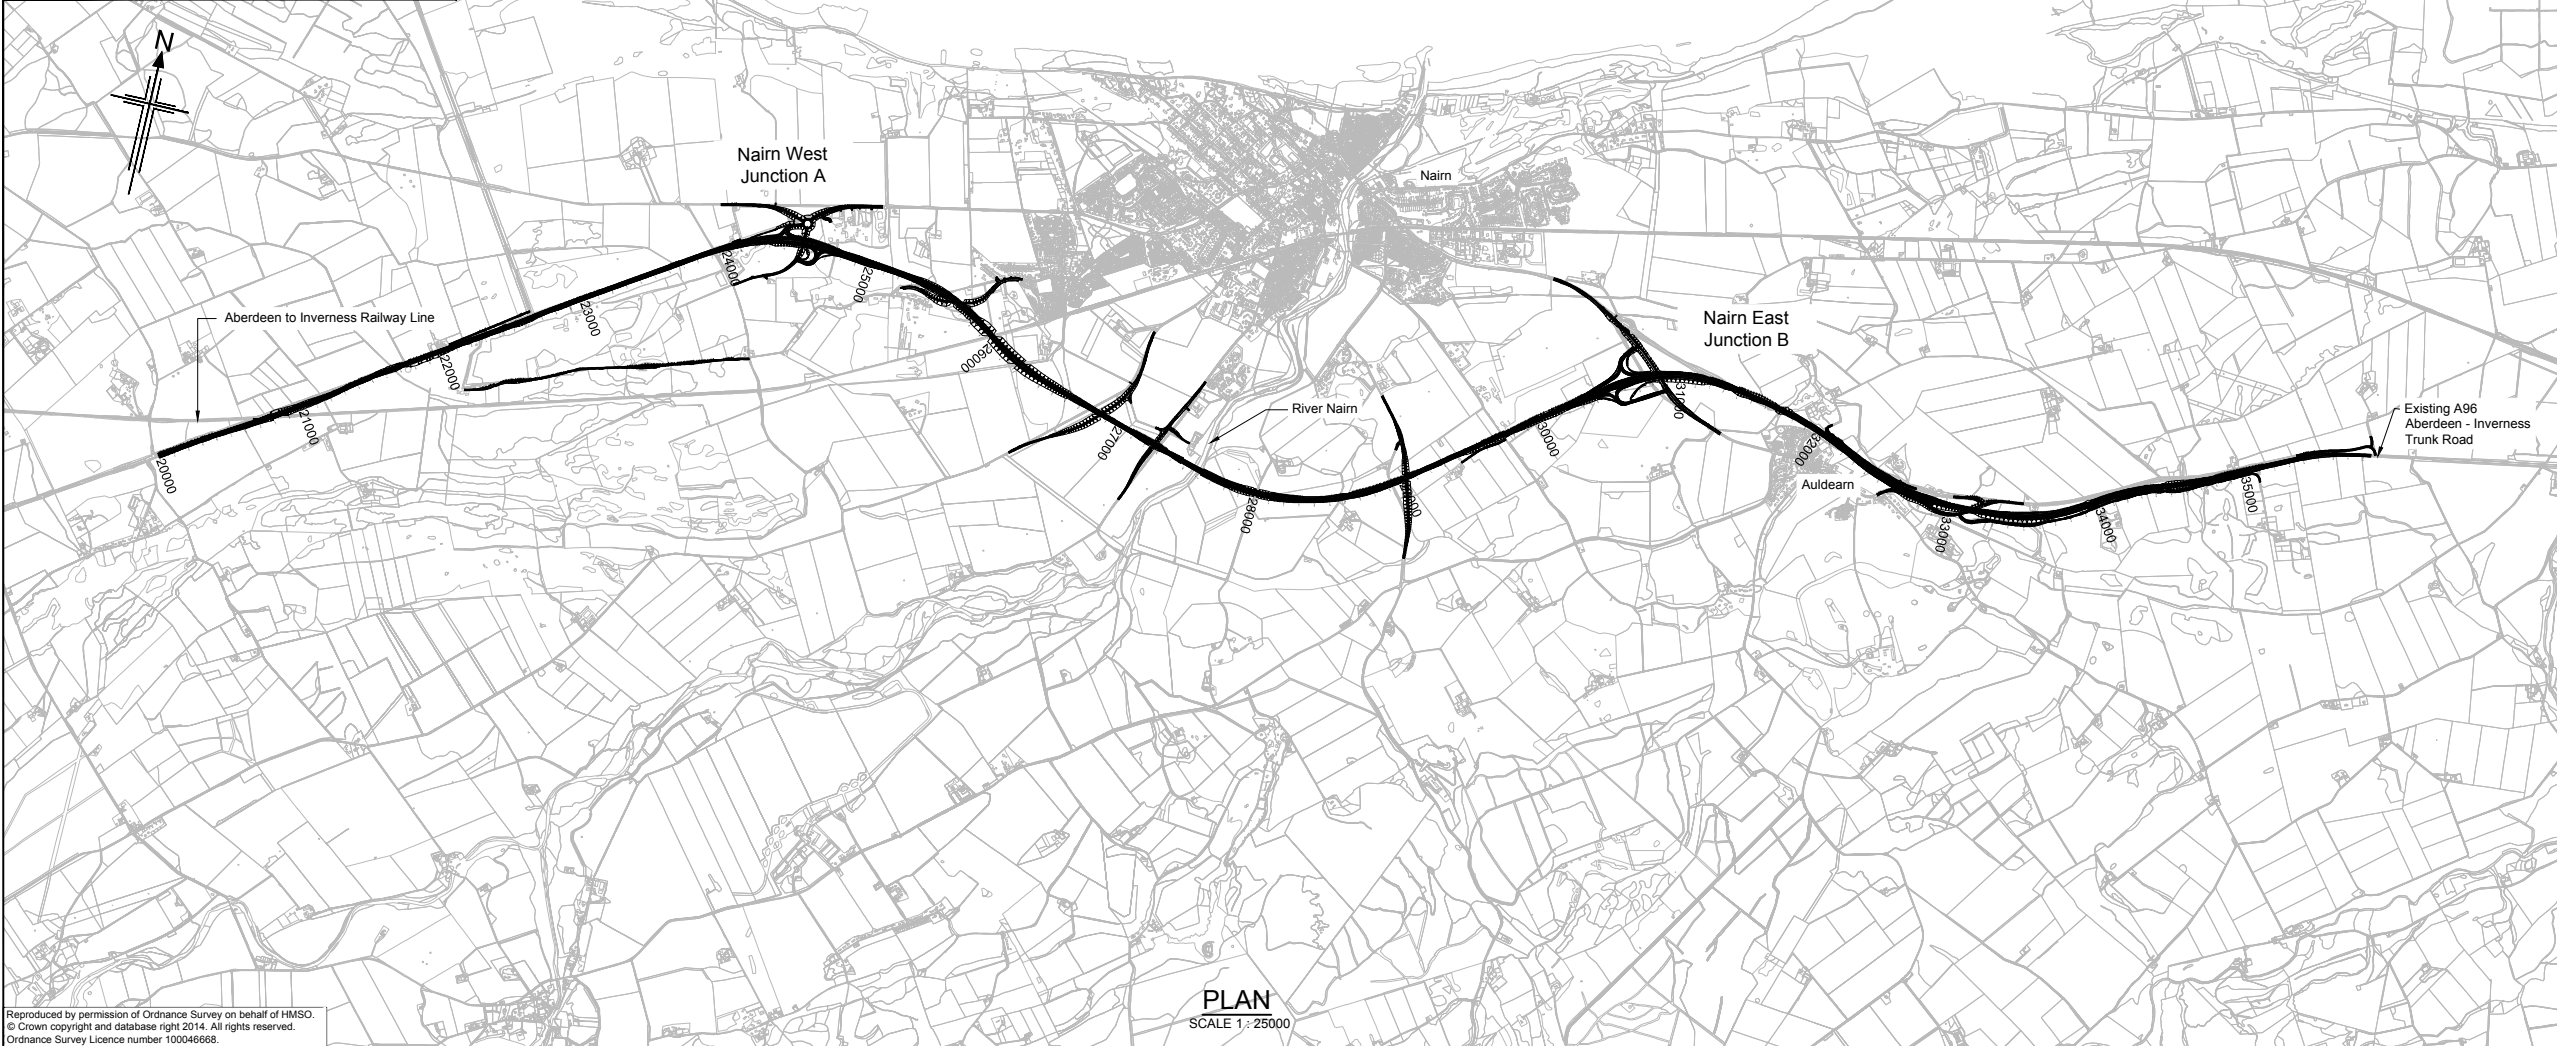 N
Nairn West
Junction A
Nairn
Aberdeen to Inverness Railway Line
Nairn East
Junction B
River Nairn
Existing A96
Aberdeen - Inverness
Trunk Road
Auldearn
20000
21000
22000
23000
24000
25000
26000
27000
28000
30000
31000
32000
33000
34000
35000
PLAN
SCALE 1 : 25000
Reproduced by permission of Ordnance Survey on behalf of HMSO.
© Crown copyright and database right 2014. All rights reserved.
Ordnance Survey Licence number 100046668.